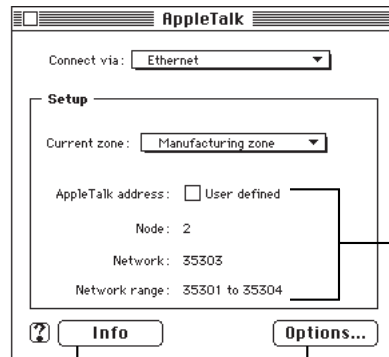 AppleTalk
Connect via: Ethernet
Setup
Current zone: Manufacturing zone
AppleTalk address: User defined
Node: 2
Network: 35303
Network range: 35301 to 35304
? Info Options...